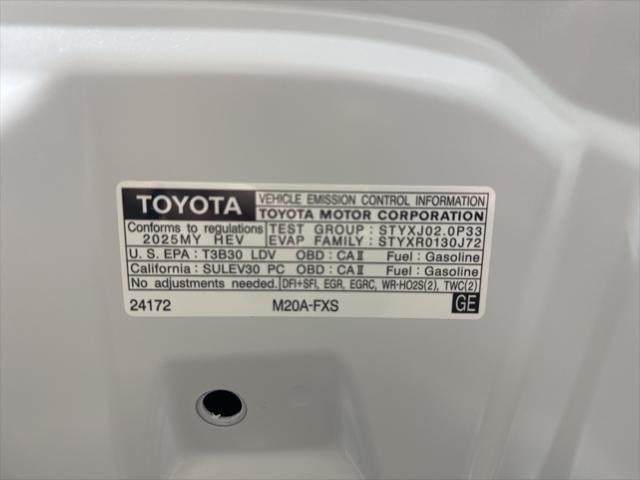 TOYOTA
VEHICLE EMISSION CONTROL INFORMATION
TOYOTA MOTOR CORPORATION
Conforms to regulations
2025MY HEV
TEST GROUP : STYXJ02.0P33
EVAP FAMILY : STYXR0130J72
U. S. EPA : T3B30 LDV OBD : CAⅡ Fuel : Gasoline
California : SULEV30 PC OBD : CAⅡ Fuel : Gasoline
No adjustments needed. DFI+SFI, EGR, EGRC, WR-HO2S(2), TWC(2)
24172 M20A-FXS GE